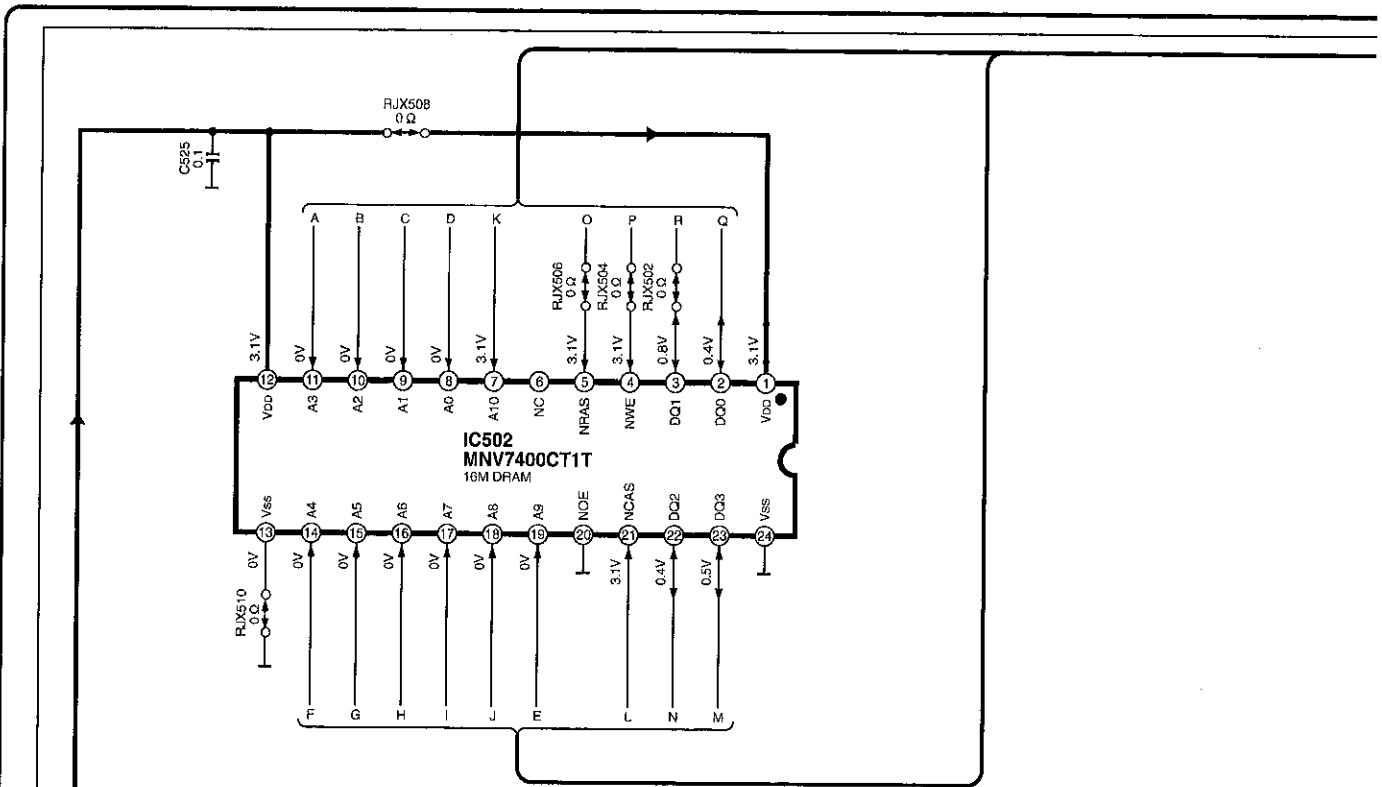 RJX508
0 Ω
C525
0.1
A B C D K O P R Q
RJX506
0 Ω
RJX504
0 Ω
RJX502
0 Ω
3.1V 0V 0V 0V 0V 3.1V 3.1V 3.1V 0.8V 0.4V 3.1V
12 11 10 9 8 7 6 5 4 3 2 1
VDD A3 A2 A1 A0 A10 NC NRAS NWE DQ1 DQ0 VDD
IC502
MNV7400CT1T
16M DRAM
Vss A4 A5 A6 A7 A8 A9 NOE NCAS DQ2 DQ3 Vss
13 14 15 16 17 18 19 20 21 22 23 24
0V 0V 0V 0V 0V 0V 0V 3.1V 0.4V 0.5V
RJX510
0 Ω
F G H I J E L N M